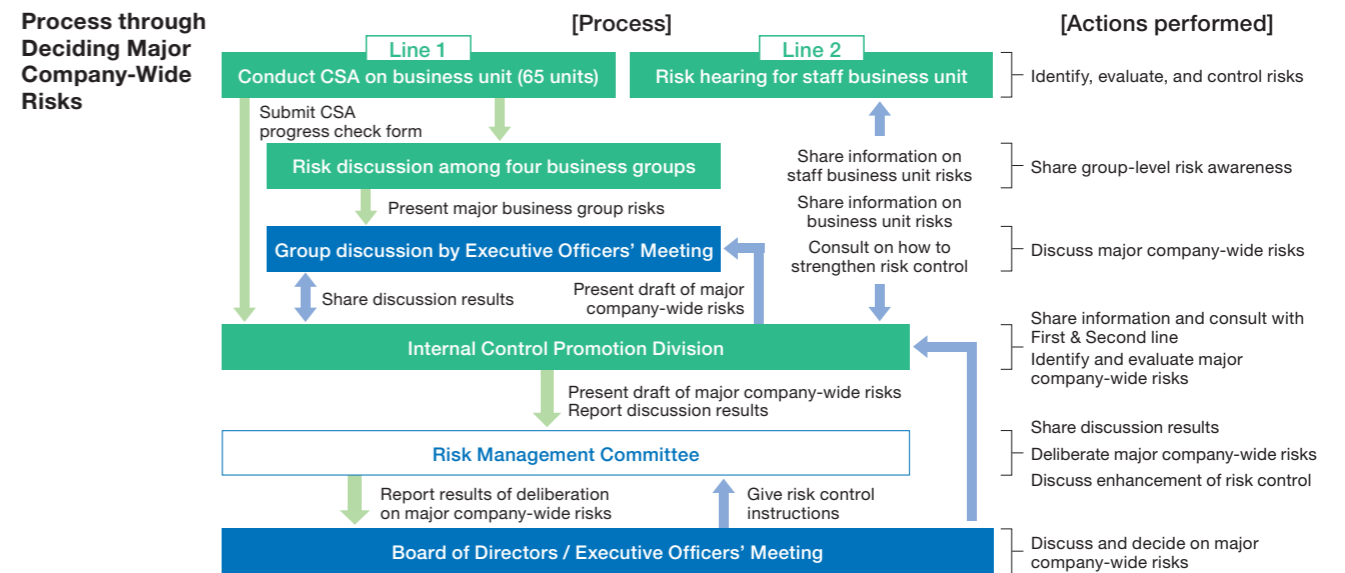 Process through
Deciding Major
Company-Wide
Risks
[Process]
[Actions performed]
Line 1
Line 2
Conduct CSA on business unit (65 units)
Risk hearing for staff business unit
Identify, evaluate, and control risks
Submit CSA
progress check form
Risk discussion among four business groups
Share information on
staff business unit risks
Share group-level risk awareness
Present major business group risks
Share information on
business unit risks
Group discussion by Executive Officers’ Meeting
Consult on how to
strengthen risk control
Discuss major company-wide risks
Share discussion results
Present draft of major
company-wide risks
Internal Control Promotion Division
Share information and consult with
First & Second line
Identify and evaluate major
company-wide risks
Present draft of major company-wide risks
Report discussion results
Risk Management Committee
Share discussion results
Deliberate major company-wide risks
Discuss enhancement of risk control
Report results of deliberation
on major company-wide risks
Give risk control
instructions
Board of Directors / Executive Officers’ Meeting
Discuss and decide on major
company-wide risks